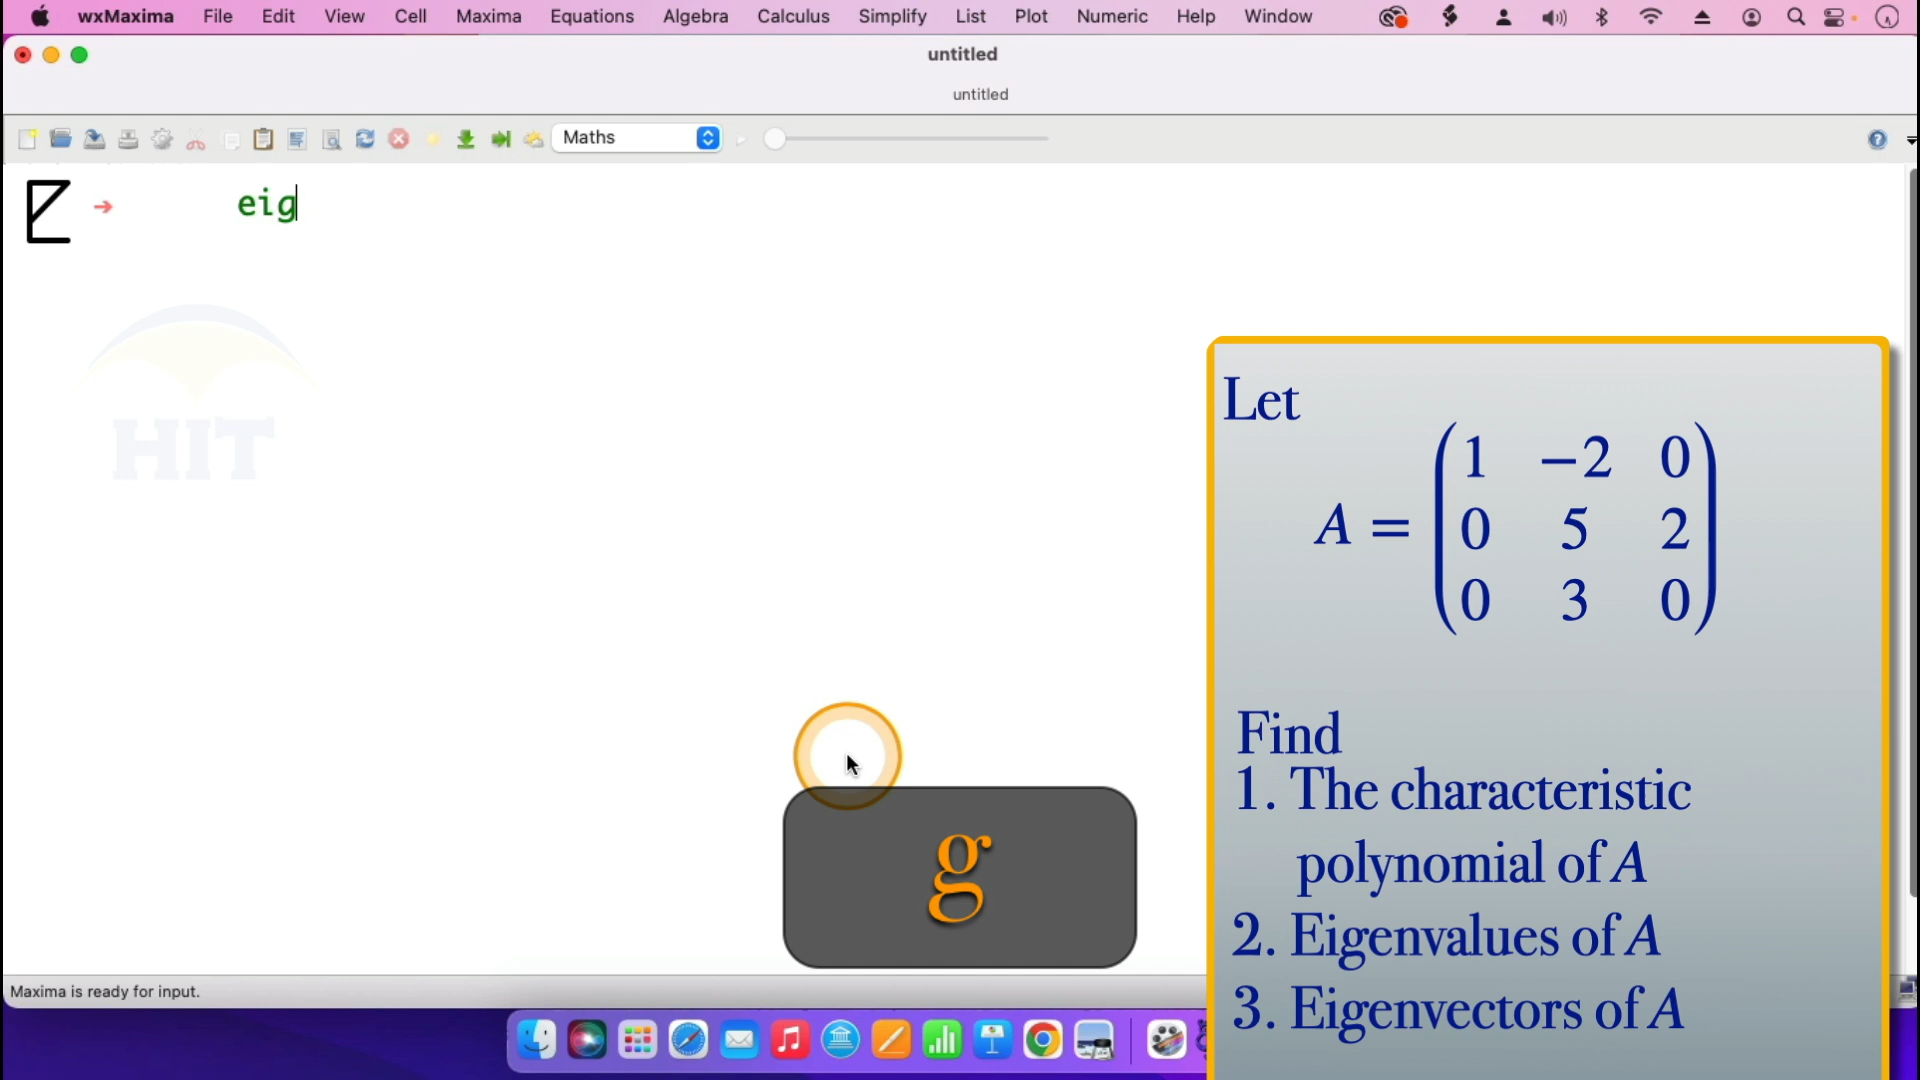 wxMaxima File Edit View Cell Maxima Equations Algebra Calculus Simplify List Plot Numeric Help Window
untitled
untitled
Maths
eig
HIT
Let
A = (1 −2 0
0 5 2
0 3 0)
Find
1. The characteristic
polynomial of A
2. Eigenvalues of A
3. Eigenvectors of A
g
Maxima is ready for input.